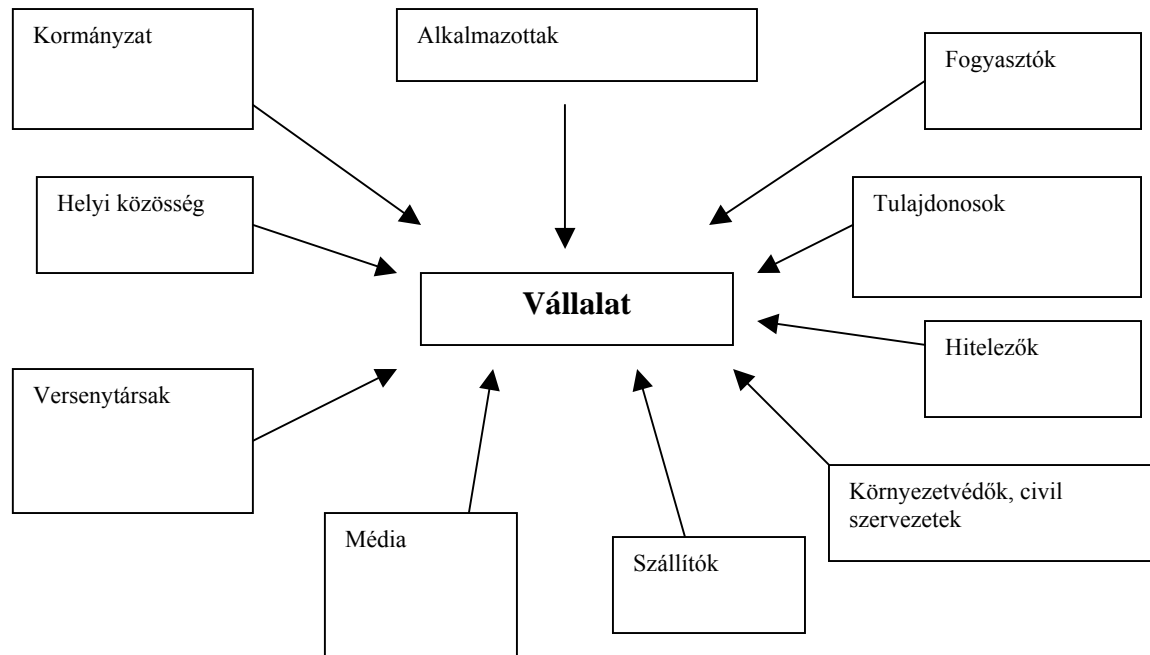 Kormányzat
Alkalmazottak
Fogyasztók
Helyi közösség
Tulajdonosok
Vállalat
Hitelezők
Versenytársak
Környezetvédők, civil
szervezetek
Média
Szállítók